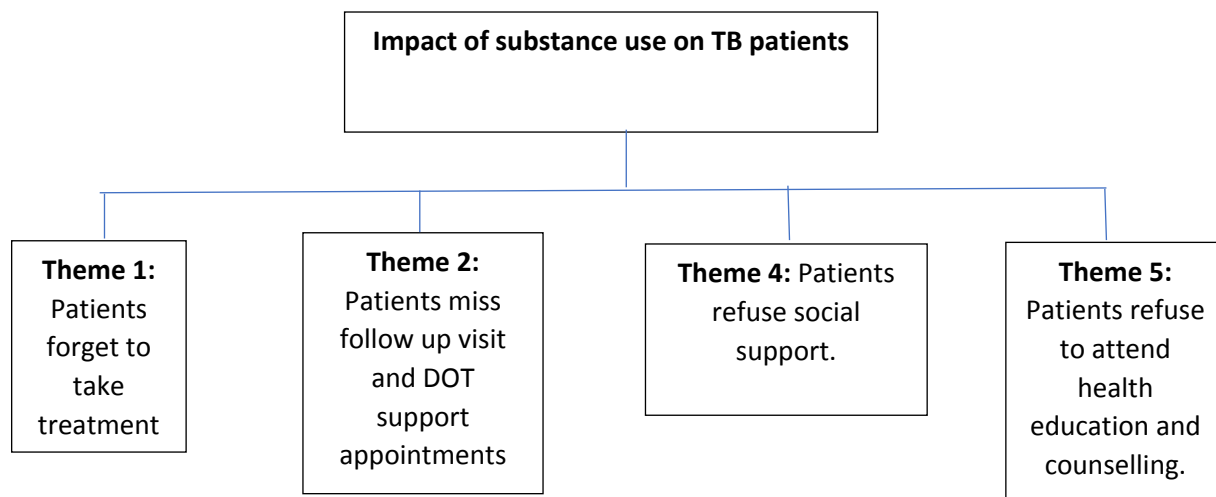 Impact of substance use on TB patients
Theme 1:
Patients
forget to
take
treatment
Theme 2:
Patients miss
follow up visit
and DOT
support
appointments
Theme 4: Patients
refuse social
support.
Theme 5:
Patients refuse
to attend
health
education and
counselling.